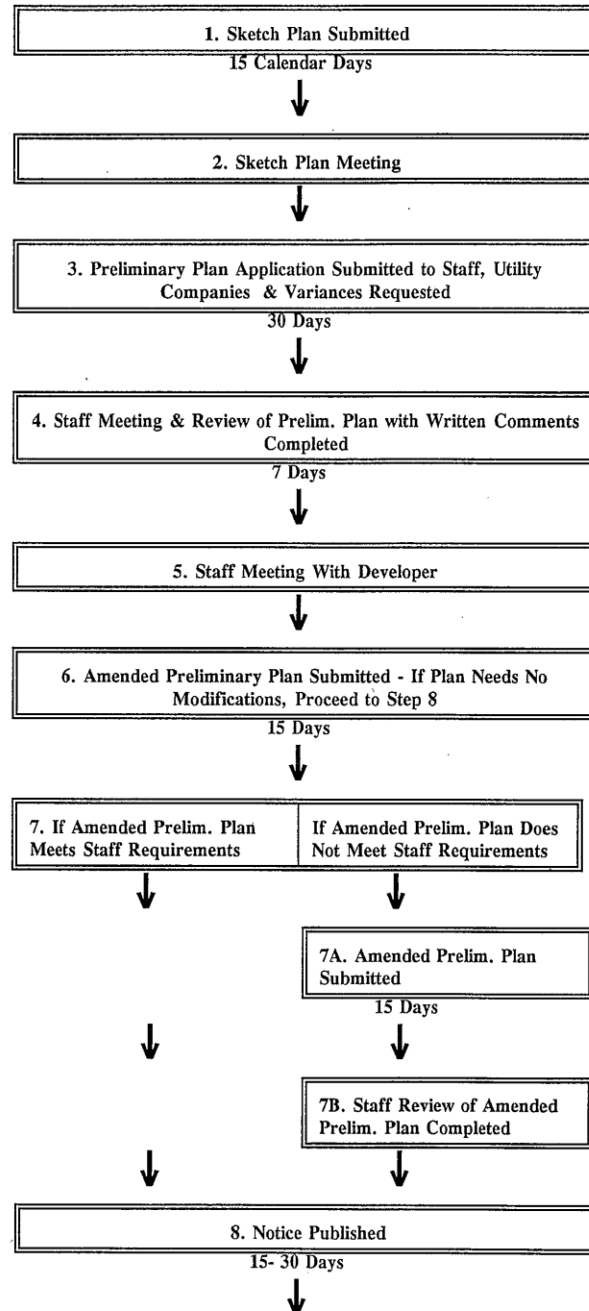 1. Sketch Plan Submitted
15 Calendar Days
2. Sketch Plan Meeting
3. Preliminary Plan Application Submitted to Staff, Utility
Companies & Variances Requested
30 Days
4. Staff Meeting & Review of Prelim. Plan with Written Comments
Completed
7 Days
5. Staff Meeting With Developer
6. Amended Preliminary Plan Submitted - If Plan Needs No
Modifications, Proceed to Step 8
15 Days
7. If Amended Prelim. Plan
Meets Staff Requirements
If Amended Prelim. Plan Does
Not Meet Staff Requirements
7A. Amended Prelim. Plan
Submitted
15 Days
7B. Staff Review of Amended
Prelim. Plan Completed
8. Notice Published
15- 30 Days